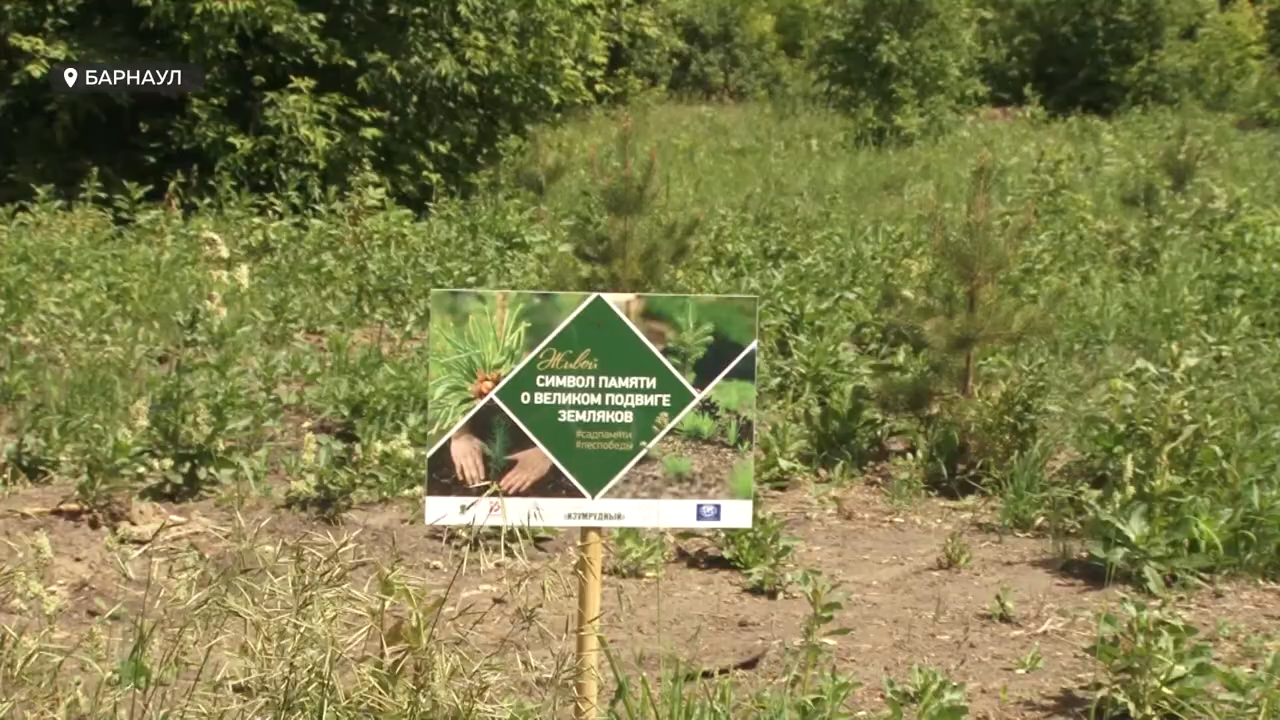 БАРНАУЛ
Живой
СИМВОЛ ПАМЯТИ
О ВЕЛИКОМ ПОДВИГЕ
ЗЕМЛЯКОВ
#садпамяти
#леспобеды
«ИЗУМРУДНЫЙ»